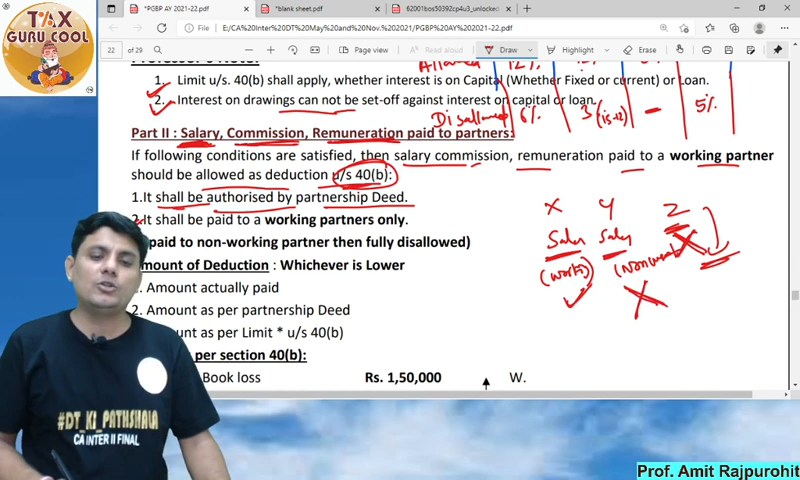 TAX
GURU COOL
PGBP AY 2021-22.pdf
*blank sheet.pdf
62001bos50392cp4u3_unlocked
E:/CA%20Inter%20DT%20May%20and%20Nov.%202021/PGBP%20AY%202021-22.pdf
22 of 29
Page view
Read aloud
Draw
Highlight
Erase
Professor's Note:
Allowed 12%
1. Limit u/s. 40(b) shall apply, whether interest is on Capital (Whether Fixed or current) or Loan.
2. Interest on drawings can not be set-off against interest on capital or loan.
Disallowed 6% 3 (15-12) – 5%
Part II : Salary, Commission, Remuneration paid to partners:
If following conditions are satisfied, then salary commission, remuneration paid to a working partner
should be allowed as deduction u/s 40(b):
1.It shall be authorised by partnership Deed.
2.It shall be paid to a working partners only.
paid to non-working partner then fully disallowed)
X Y Z
Amount of Deduction : Whichever is Lower
1. Amount actually paid
2. Amount as per partnership Deed
ount as per Limit * u/s 40(b)
per section 40(b):
Book loss Rs. 1,50,000 W.
#DT_KI_PATHSHALA
CA INTER II FINAL
Prof. Amit Rajpurohit